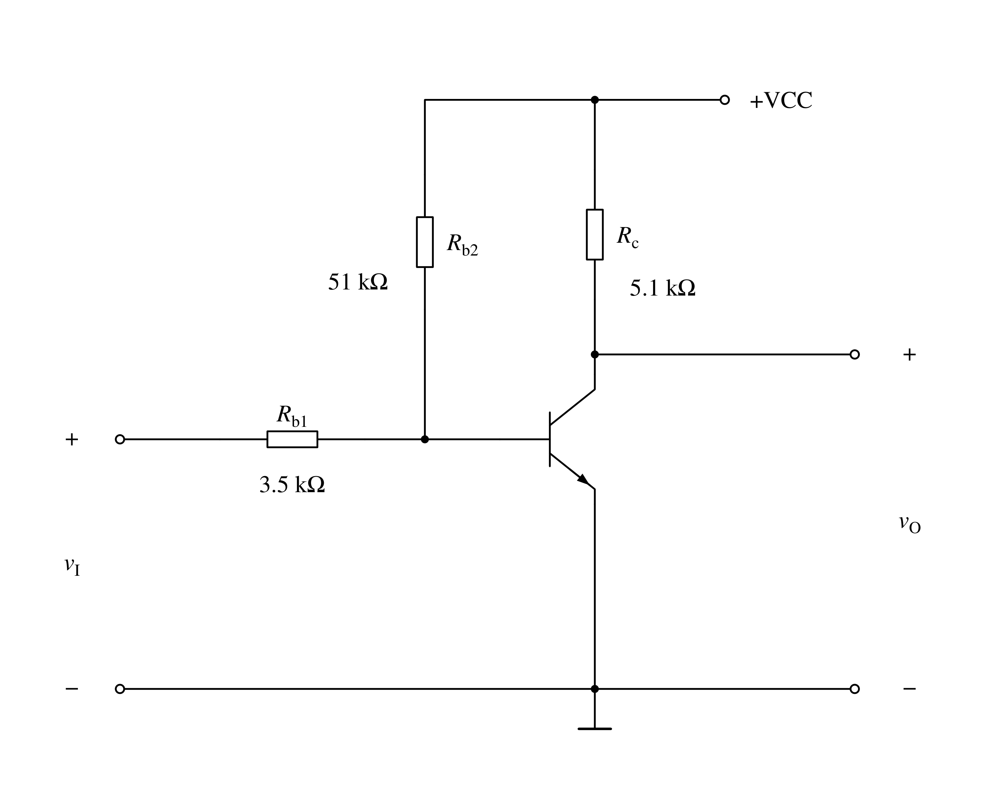 +VCC
Rb2
Rc
51 kΩ
5.1 kΩ
+
Rb1
+
3.5 kΩ
vO
vI
−
−